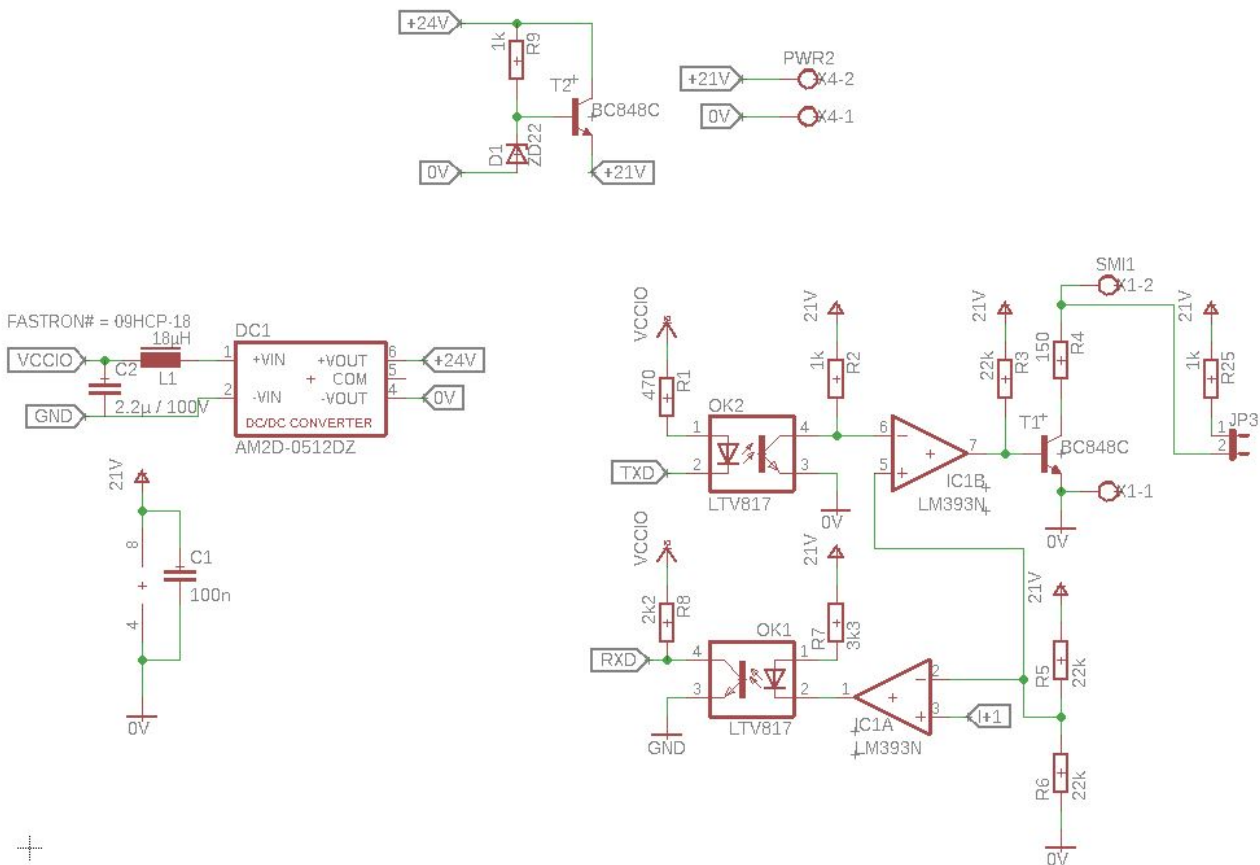 +24V
1k
R9
T2
BC848C
D1
ZD22
0V
+21V
PWR2
+21V
X4-2
0V
X4-1
FASTRON# = 09HCP-18
18µH
VCCIO
C2
L1
2.2µ / 100V
GND
DC1
1
+VIN
+VOUT
6
+24V
COM
5
2
-VIN
-VOUT
4
0V
DC/DC CONVERTER
AM2D-0512DZ
21V
8
C1
100n
4
0V
VCCIO
470
R1
OK2
1
2
4
3
TXD
LTV817
21V
1k
R2
0V
6
5
7
IC1B
LM393N
21V
22k
R3
SMI1
X1-2
150
R4
T1
BC848C
X1-1
0V
21V
1k
R25
JP3
1
2
VCCIO
2k2
R8
OK1
RXD
4
3
1
2
LTV817
GND
21V
R7
3k3
1
2
3
IC1A
LM393N
I+1
21V
R5
22k
R6
22k
0V